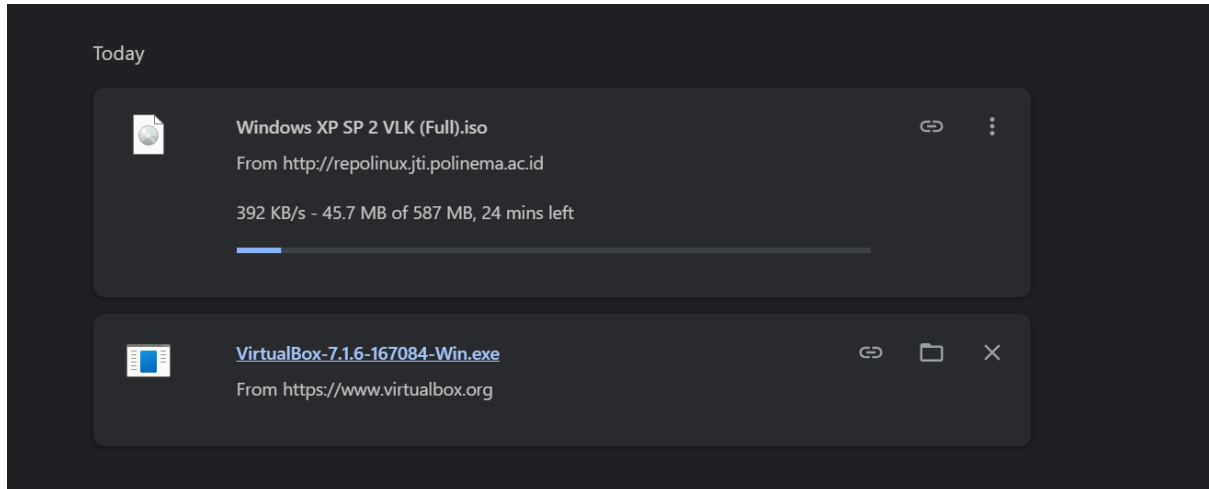 Today
Windows XP SP 2 VLK (Full).iso
From http://repolinux.jti.polinema.ac.id
392 KB/s - 45.7 MB of 587 MB, 24 mins left
VirtualBox-7.1.6-167084-Win.exe
From https://www.virtualbox.org